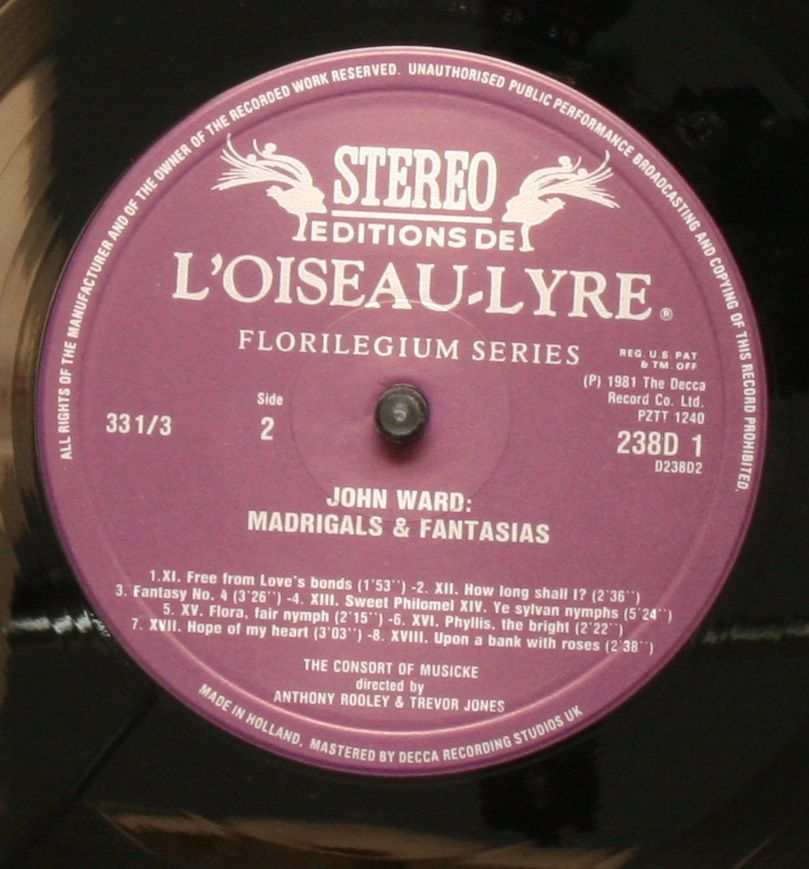 ALL RIGHTS OF THE MANUFACTURER AND OF THE OWNER OF THE RECORDED WORK RESERVED. UNAUTHORISED PUBLIC PERFORMANCE BROADCASTING AND COPYING OF THIS RECORD PROHIBITED.
STEREO
EDITIONS DE
L'OISEAU-LYRE®
FLORILEGIUM SERIES
REG. U.S. PAT
& TM. OFF
(P) 1981 The Decca
Record Co. Ltd.
PZTT 1240
33 1/3
Side
2
238D 1
D238D2
JOHN WARD:
MADRIGALS & FANTASIAS
1.XI. Free from Love's bonds (1'53'') -2. XII. How long shall I? (2'36'')
3. Fantasy No. 4 (3'26'') -4. XIII. Sweet Philomel XIV. Ye sylvan nymphs (5'24'')
5. XV. Flora, fair nymph (2'15'') -6. XVI. Phyllis, the bright (2'22'')
7. XVII. Hope of my heart (3'03'') -8. XVIII. Upon a bank with roses (2'38'')
THE CONSORT OF MUSICKE
directed by
ANTHONY ROOLEY & TREVOR JONES
MADE IN HOLLAND. MASTERED BY DECCA RECORDING STUDIOS UK